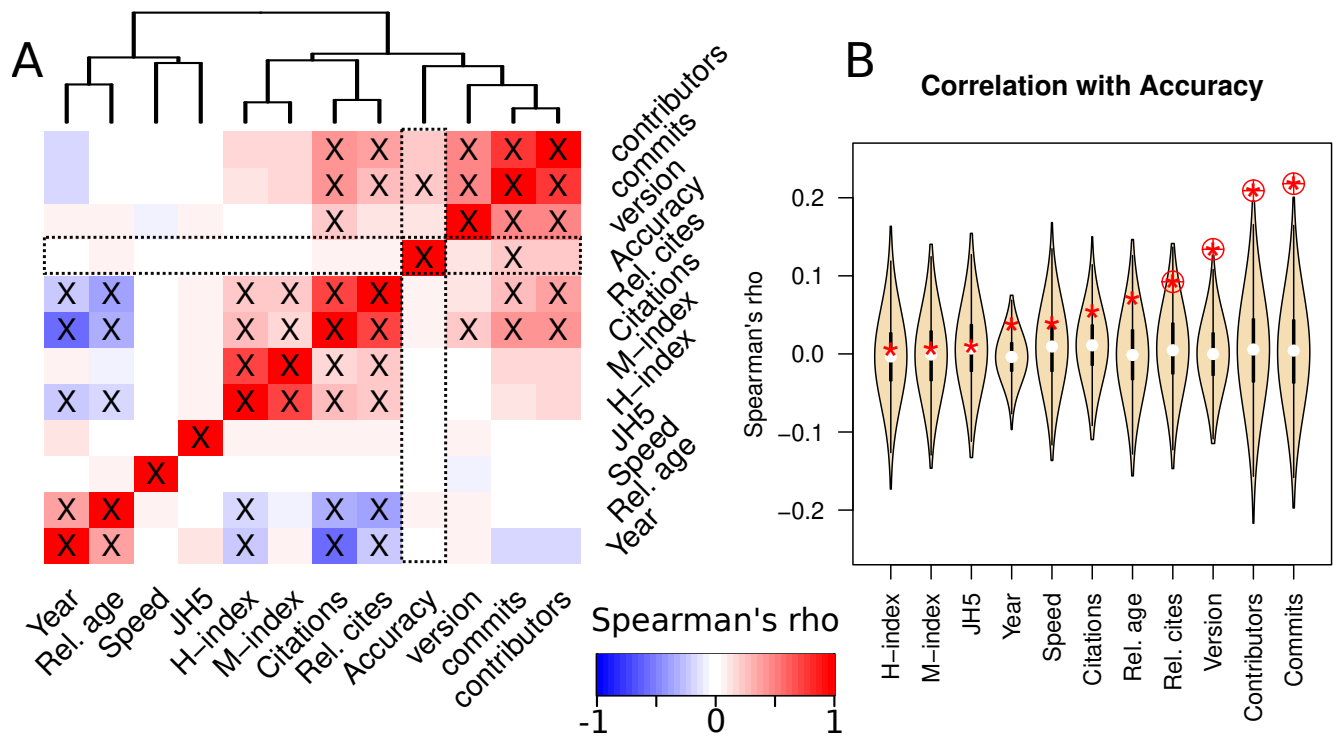 A
contributors
commits
version
Accuracy
Rel. cites
Citations
M-index
H-index
JH5
Speed
Rel. age
Year
X X X X X
X X X X X X
X X
X X
X X X X X X X X
X X X X X X X X X
X X X X
X X X X X X
X
X
X X X X X
X X X X X
Year
Rel. age
Speed
JH5
H-index
M-index
Citations
Rel. cites
Accuracy
version
commits
contributors
Spearman's rho
-1 0 1
B
Correlation with Accuracy
Spearman's rho
0.2
0.1
0.0
-0.1
-0.2
H-index
M-index
JH5
Year
Speed
Citations
Rel. age
Rel. cites
Version
Contributors
Commits